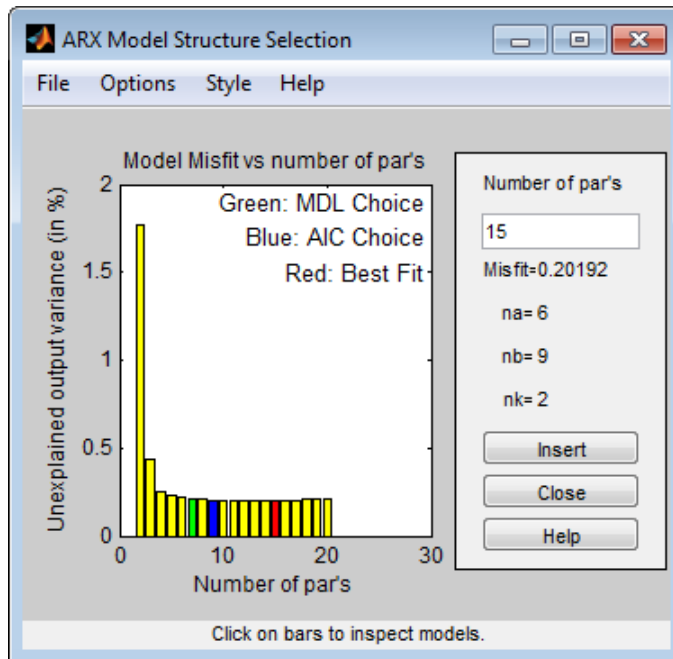 ARX Model Structure Selection
File Options Style Help
Model Misfit vs number of par's
Unexplained output variance (in %)
2
1.5
1
0.5
0
Green: MDL Choice
Blue: AIC Choice
Red: Best Fit
0 10 20 30
Number of par's
Number of par's
15
Misfit=0.20192
na= 6
nb= 9
nk= 2
Insert
Close
Help
Click on bars to inspect models.